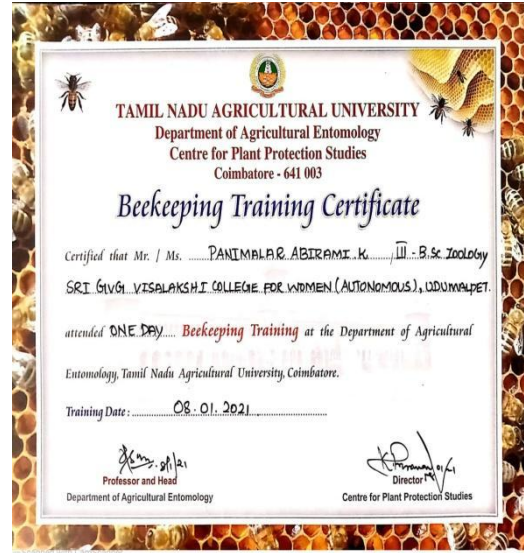 TAMIL NADU AGRICULTURAL UNIVERSITY
Department of Agricultural Entomology
Centre for Plant Protection Studies
Coimbatore - 641 003
Beekeeping Training Certificate
Certified that Mr. / Ms. PANIMALAR ABIRAMI K, III - B.Sc ZOOLOGY
SRI GVG VISALAKSHI COLLEGE FOR WOMEN (AUTONOMOUS), UDUMALPET.
attended ONE DAY Beekeeping Training at the Department of Agricultural
Entomology, Tamil Nadu Agricultural University, Coimbatore.
Training Date : 08.01.2021
8/1/21
Professor and Head
Department of Agricultural Entomology
Director
Centre for Plant Protection Studies